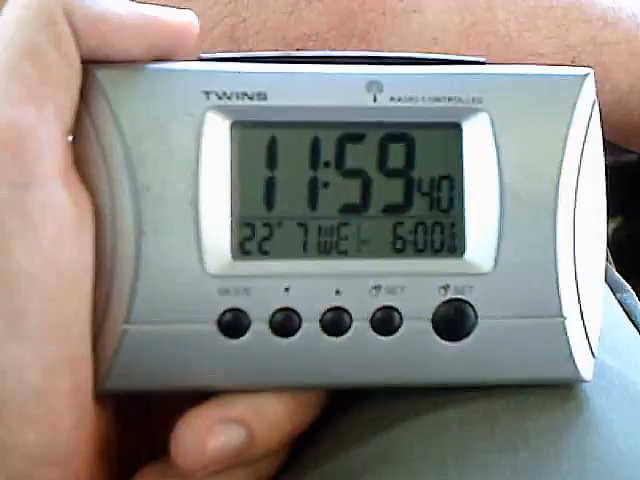 TWINS RADIO CONTROLLED
11:59 40
22' 7 WE 6:00
MODE ▼ ▲ SET SET